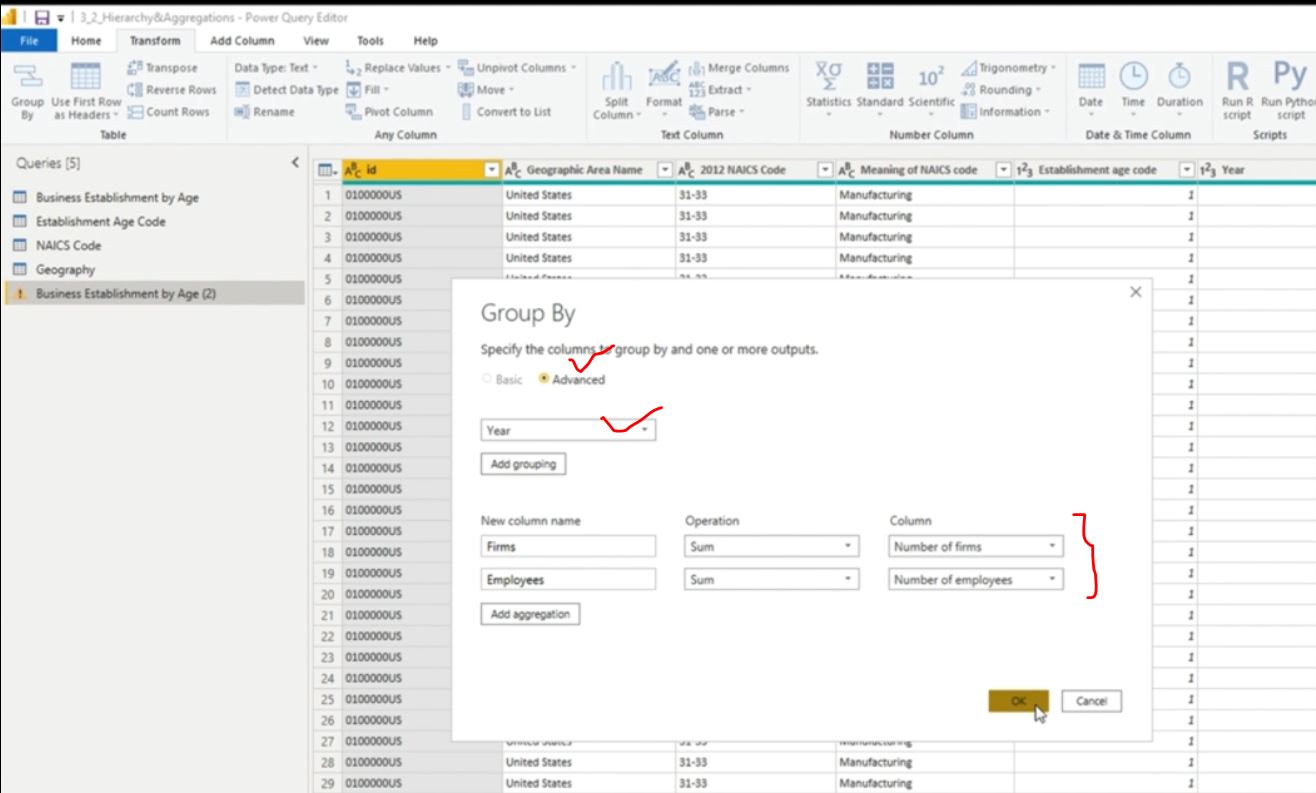 3_2_Hierarchy&Aggregations - Power Query Editor
File Home Transform Add Column View Tools Help
Group By
Use First Row as Headers
Transpose
Reverse Rows
Count Rows
Table
Data Type: Text
Detect Data Type
Rename
Replace Values
Fill
Pivot Column
Unpivot Columns
Move
Convert to List
Any Column
Split Column
Format
Merge Columns
Extract
Parse
Text Column
Statistics
Standard
Scientific
Trigonometry
Rounding
Information
Number Column
Date
Time
Duration
Date & Time Column
Run R script
Run Python script
Scripts
Queries [5]
Business Establishment by Age
Establishment Age Code
NAICS Code
Geography
Business Establishment by Age (2)
id Geographic Area Name 2012 NAICS Code Meaning of NAICS code Establishment age code Year
1 0100000US United States 31-33 Manufacturing 1
2 0100000US United States 31-33 Manufacturing 1
3 0100000US United States 31-33 Manufacturing 1
4 0100000US United States 31-33 Manufacturing 1
5 0100000US United States 31-33 Manufacturing 1
6 0100000US 1
7 0100000US 1
8 0100000US 1
9 0100000US 1
10 0100000US 1
11 0100000US 1
12 0100000US 1
13 0100000US 1
14 0100000US 1
15 0100000US 1
16 0100000US 1
17 0100000US 1
18 0100000US 1
19 0100000US 1
20 0100000US 1
21 0100000US 1
22 0100000US 1
23 0100000US 1
24 0100000US 1
25 0100000US 1
26 0100000US 1
27 0100000US United States 31-33 Manufacturing 1
28 0100000US United States 31-33 Manufacturing 1
29 0100000US United States 31-33 Manufacturing 1
Group By
Specify the columns to group by and one or more outputs.
Basic Advanced
Year
Add grouping
New column name Operation Column
Firms Sum Number of firms
Employees Sum Number of employees
Add aggregation
OK Cancel